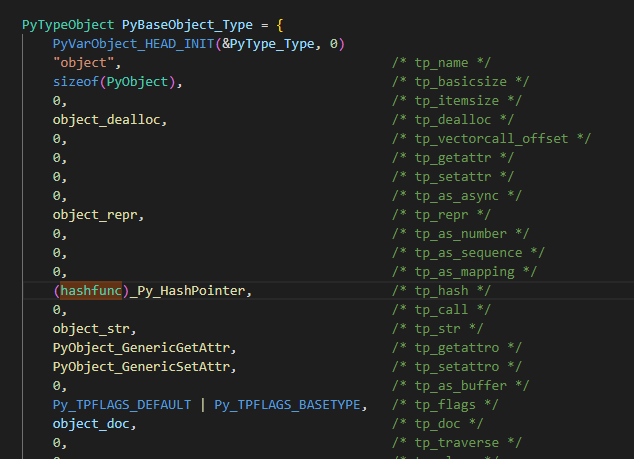 PyTypeObject PyBaseObject_Type = {
PyVarObject_HEAD_INIT(&PyType_Type, 0)
"object", /* tp_name */
sizeof(PyObject), /* tp_basicsize */
0, /* tp_itemsize */
object_dealloc, /* tp_dealloc */
0, /* tp_vectorcall_offset */
0, /* tp_getattr */
0, /* tp_setattr */
0, /* tp_as_async */
object_repr, /* tp_repr */
0, /* tp_as_number */
0, /* tp_as_sequence */
0, /* tp_as_mapping */
(hashfunc)_Py_HashPointer, /* tp_hash */
0, /* tp_call */
object_str, /* tp_str */
PyObject_GenericGetAttr, /* tp_getattro */
PyObject_GenericSetAttr, /* tp_setattro */
0, /* tp_as_buffer */
Py_TPFLAGS_DEFAULT | Py_TPFLAGS_BASETYPE, /* tp_flags */
object_doc, /* tp_doc */
0, /* tp_traverse */